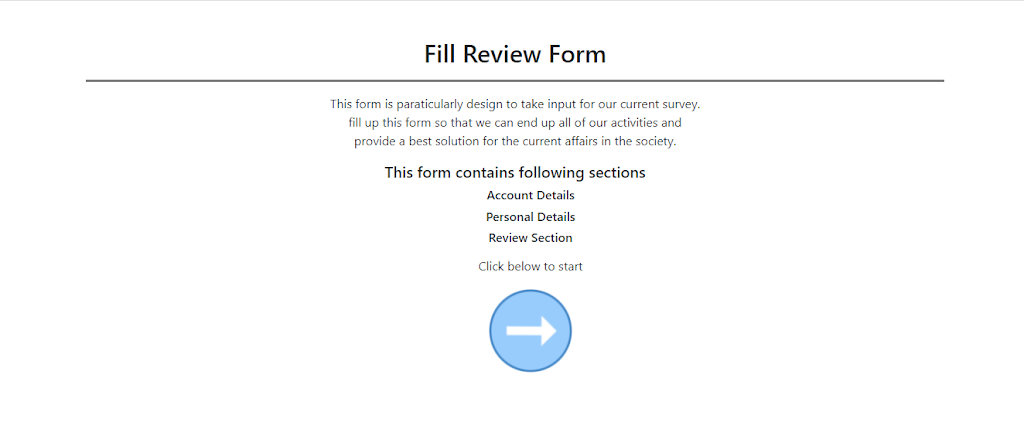 Fill Review Form
This form is paraticularly design to take input for our current survey.
fill up this form so that we can end up all of our activities and
provide a best solution for the current affairs in the society.
This form contains following sections
Account Details
Personal Details
Review Section
Click below to start